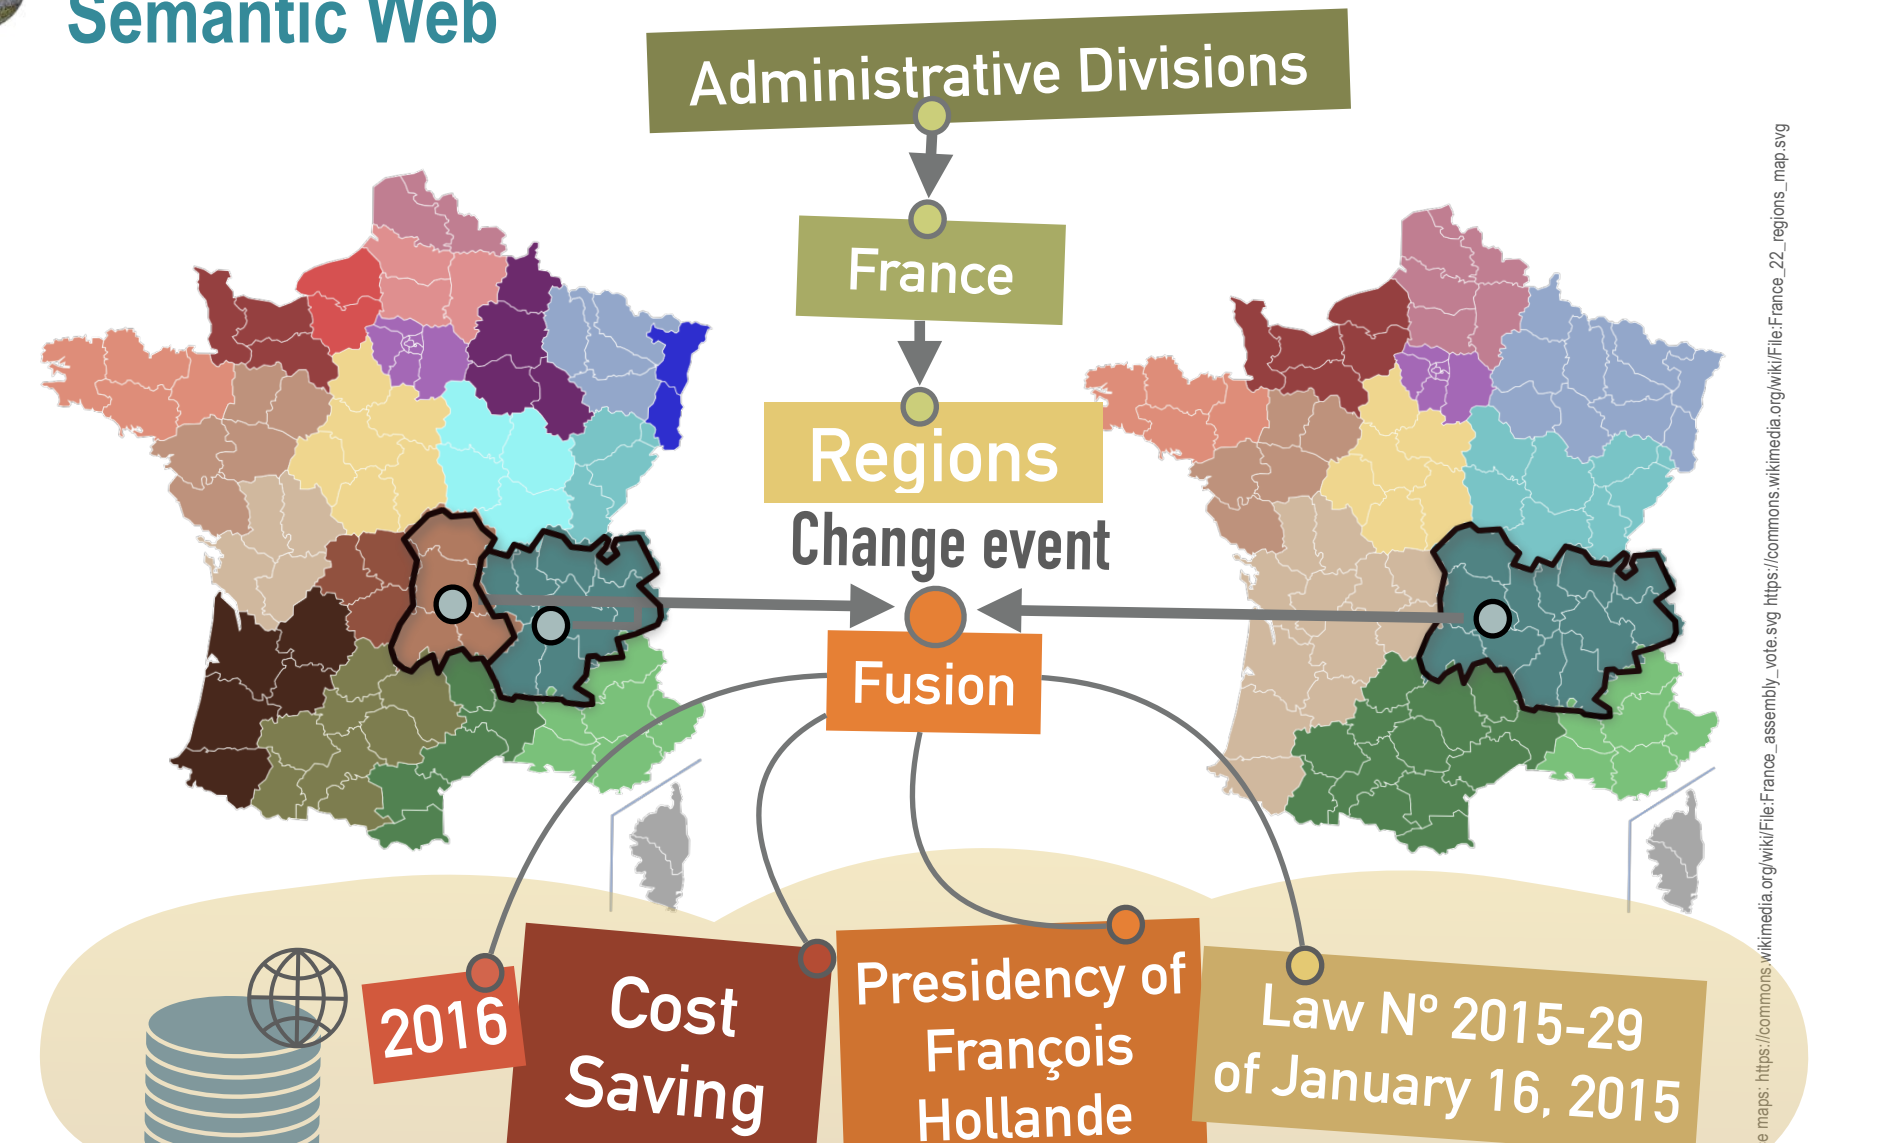 Semantic Web
Administrative Divisions
France
Regions
Change event
Fusion
2016
Cost
Saving
Presidency of
François
Hollande
Law Nº 2015-29
of January 16, 2015
e maps: https://commons.wikimedia.org/wiki/File:France_assembly_vote.svg https://commons.wikimedia.org/wiki/File:France_22_regions_map.svg